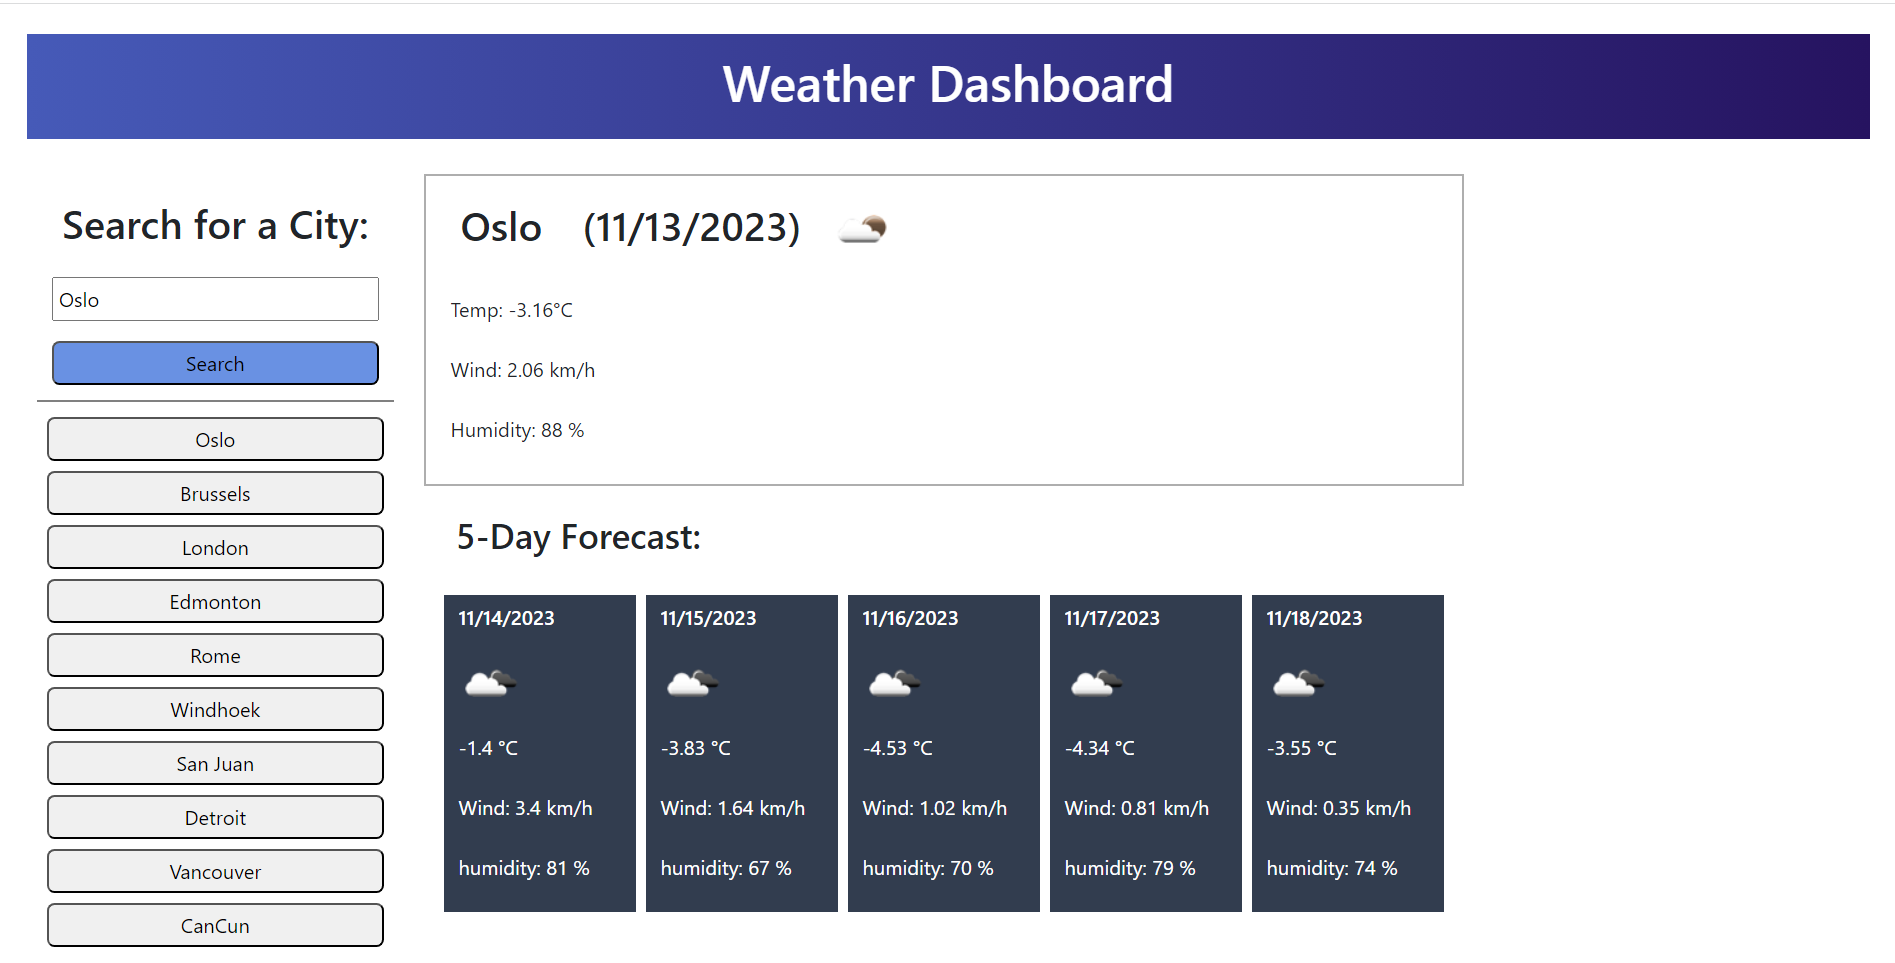 Weather Dashboard
Search for a City:
Oslo
Search
Oslo
Brussels
London
Edmonton
Rome
Windhoek
San Juan
Detroit
Vancouver
CanCun
Oslo (11/13/2023)
Temp: -3.16°C
Wind: 2.06 km/h
Humidity: 88 %
5-Day Forecast:
11/14/2023
-1.4 °C
Wind: 3.4 km/h
humidity: 81 %
11/15/2023
-3.83 °C
Wind: 1.64 km/h
humidity: 67 %
11/16/2023
-4.53 °C
Wind: 1.02 km/h
humidity: 70 %
11/17/2023
-4.34 °C
Wind: 0.81 km/h
humidity: 79 %
11/18/2023
-3.55 °C
Wind: 0.35 km/h
humidity: 74 %